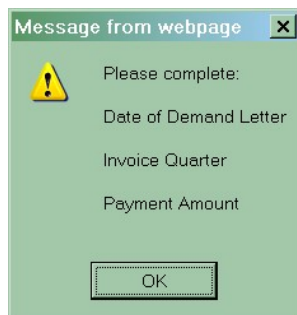 Message from webpage
Please complete:
Date of Demand Letter
Invoice Quarter
Payment Amount
OK